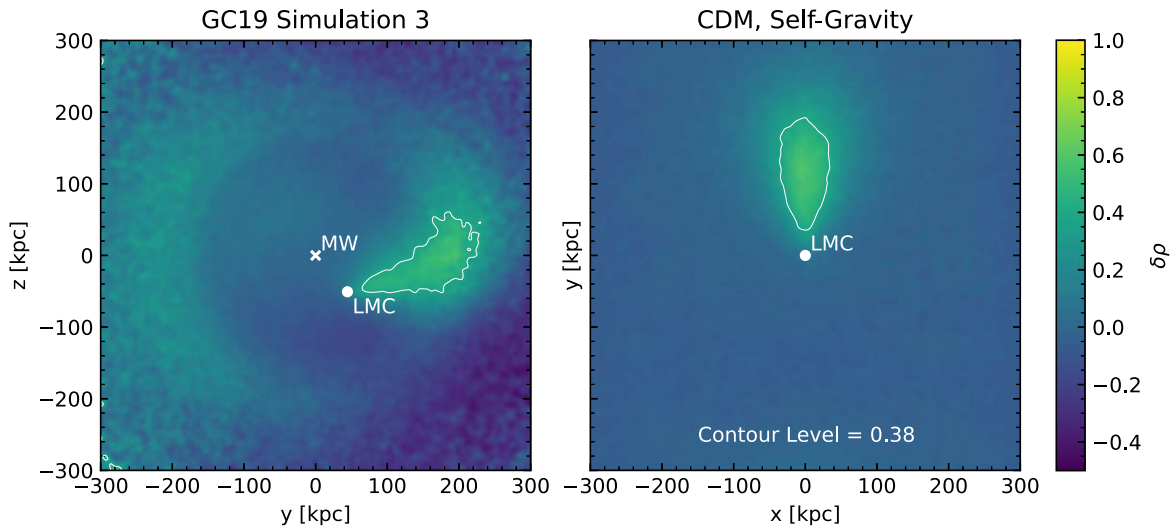 GC19 Simulation 3
CDM, Self-Gravity
300
200
100
0
−100
−200
−300
z [kpc]
MW
LMC
−300 −200 −100 0 100 200 300
y [kpc]
300
200
100
0
−100
−200
−300
y [kpc]
LMC
Contour Level = 0.38
−300 −200 −100 0 100 200 300
x [kpc]
1.0
0.8
0.6
0.4
0.2
0.0
−0.2
−0.4
δρ